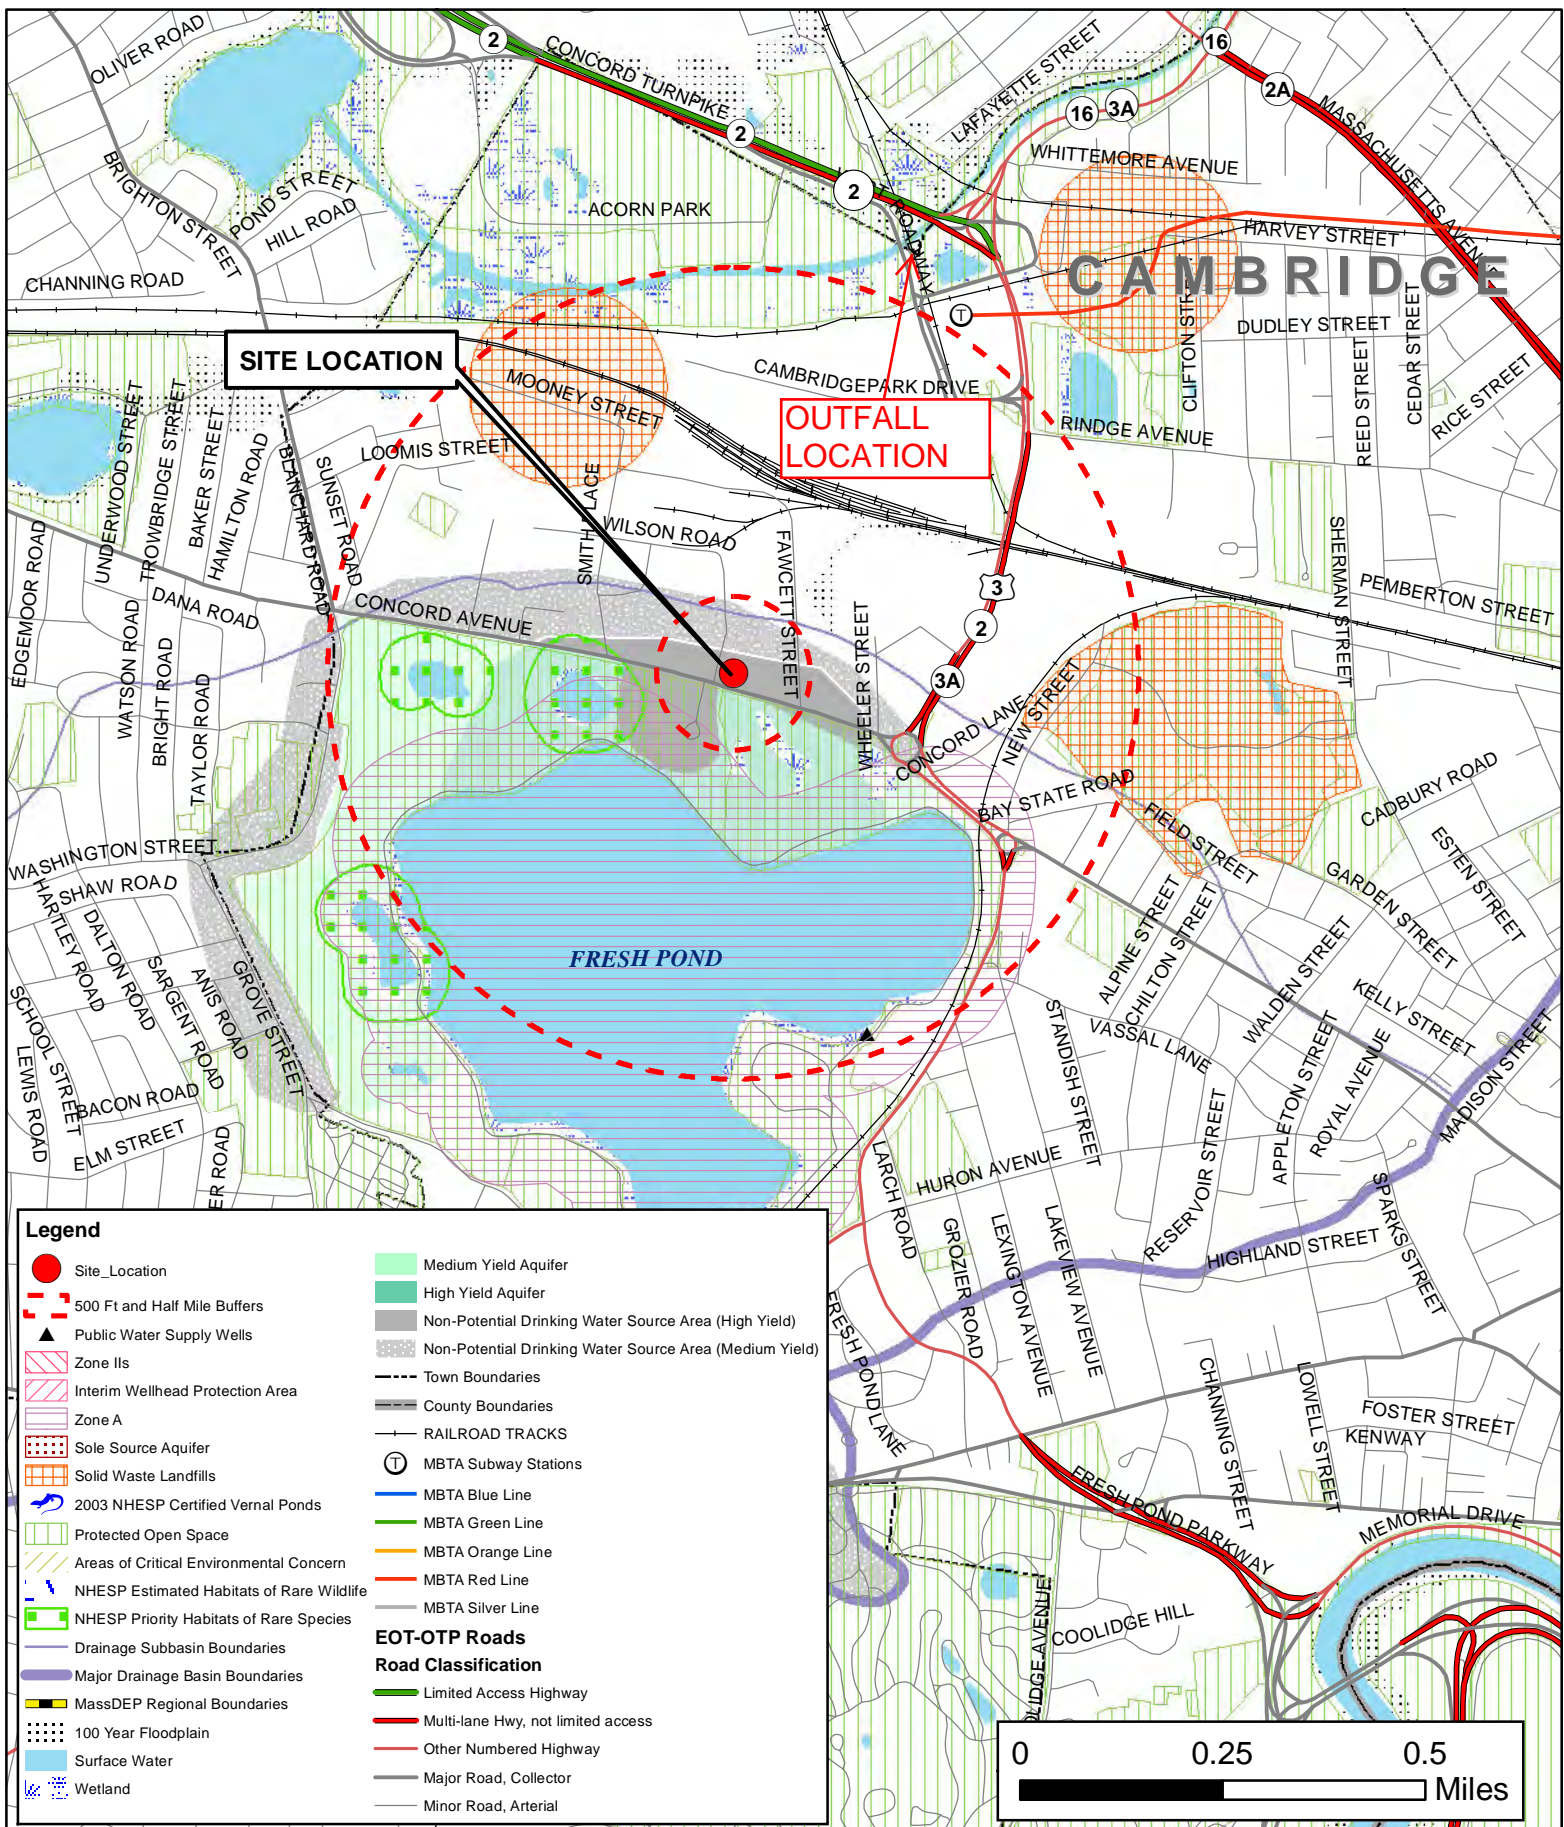 OLIVER ROAD
2
CONCORD TURNPIKE
2
2
LAFAYETTE STREET
16
3A
16
2A
MASSACHUSETTS AVENUE
WHITTEMORE AVENUE
BRIGHTON STREET
POND STREET
HILL ROAD
ACORN PARK
ROADWAY
HARVEY STREET
CAMBRIDGE
CHANNING ROAD
T
DUDLEY STREET
SITE LOCATION
MOONEY STREET
CAMBRIDGEPARK DRIVE
OUTFALL
LOCATION
RINDGE AVENUE
REED STREET
CEDAR STREET
RICE STREET
UNDERWOOD STREET
TROWBRIDGE STREET
BAKER STREET
HAMILTON ROAD
BLANCHARD ROAD
SUNSET ROAD
LOOMIS STREET
WILSON ROAD
FAWCETT STREET
SHERMAN STREET
PEMBERTON STREET
EDGEMOOR ROAD
DANA ROAD
CONCORD AVENUE
WATSON ROAD
BRIGHT ROAD
TAYLOR ROAD
3
2
3A
WHEELER STREET
CONCORD LANE
NEW STREET
BAY STATE ROAD
FIELD STREET
CADBURY ROAD
ESTEN STREET
GARDEN STREET
WASHINGTON STREET
SHAW ROAD
HARTLEY ROAD
DALTON ROAD
SARGENT ROAD
ANIS ROAD
GROVE STREET
FRESH POND
ALPINE STREET
CHILTON STREET
WALDEN STREET
KELLY STREET
MADISON STREET
SCHOOL STREET
LEWIS ROAD
BACON ROAD
ELM STREET
ER ROAD
STANDISH STREET
VASSAL LANE
APPLETON STREET
ROYAL AVENUE
RESERVOIR STREET
LARCH ROAD
HURON AVENUE
GROZIER ROAD
LEXINGTON AVENUE
LAKEVIEW AVENUE
HIGHLAND STREET
SPARKS STREET
FRESH POND LANE
CHANNING STREET
LOWELL STREET
FOSTER STREET
KENWAY
FRESH POND PARKWAY
MEMORIAL DRIVE
COOLIDGE HILL
OLIDGE AVENUE
Legend
Site_Location
500 Ft and Half Mile Buffers
Public Water Supply Wells
Zone IIs
Interim Wellhead Protection Area
Zone A
Sole Source Aquifer
Solid Waste Landfills
2003 NHESP Certified Vernal Ponds
Protected Open Space
Areas of Critical Environmental Concern
NHESP Estimated Habitats of Rare Wildlife
NHESP Priority Habitats of Rare Species
Drainage Subbasin Boundaries
Major Drainage Basin Boundaries
MassDEP Regional Boundaries
100 Year Floodplain
Surface Water
Wetland
Medium Yield Aquifer
High Yield Aquifer
Non-Potential Drinking Water Source Area (High Yield)
Non-Potential Drinking Water Source Area (Medium Yield)
Town Boundaries
County Boundaries
RAILROAD TRACKS
T
MBTA Subway Stations
MBTA Blue Line
MBTA Green Line
MBTA Orange Line
MBTA Red Line
MBTA Silver Line
EOT-OTP Roads
Road Classification
Limited Access Highway
Multi-lane Hwy, not limited access
Other Numbered Highway
Major Road, Collector
Minor Road, Arterial
0 0.25 0.5
Miles